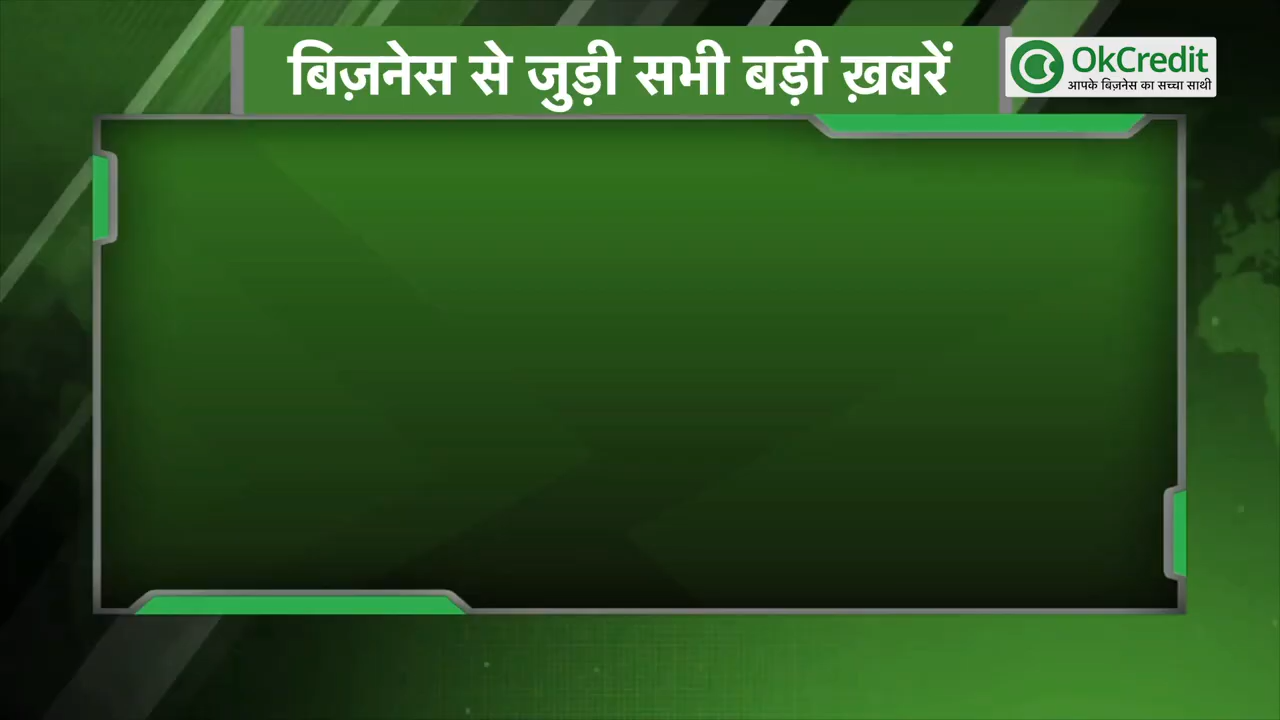 बिज़नेस से जुड़ी सभी बड़ी ख़बरें
OkCredit
आपके बिज़नेस का सच्चा साथी